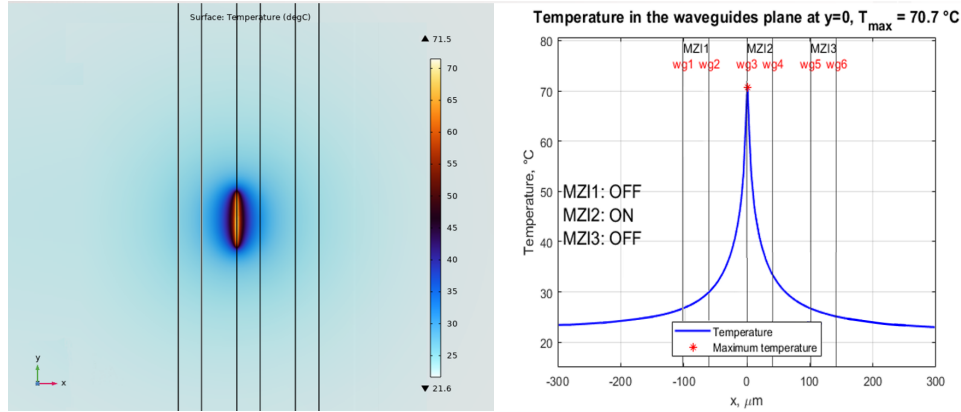 Surface: Temperature (degC)
▲ 71.5
70
65
60
55
50
45
40
35
30
25
▼ 21.6
y
x
Temperature in the waveguides plane at y=0, T_max = 70.7 °C
MZI1 MZI2 MZI3
wg1 wg2 wg3 wg4 wg5 wg6
80
70
60
50
40
30
20
Temperature, °C
MZI1: OFF
MZI2: ON
MZI3: OFF
Temperature
Maximum temperature
-300 -200 -100 0 100 200 300
x, μm